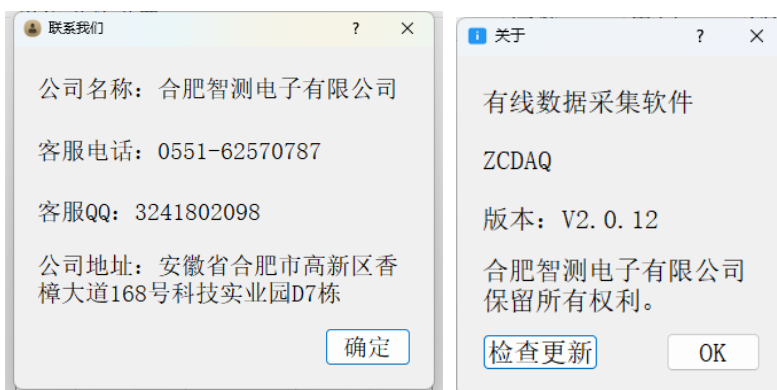 联系我们
公司名称：合肥智测电子有限公司
客服电话：0551-62570787
客服QQ：3241802098
公司地址：安徽省合肥市高新区香
樟大道168号科技实业园D7栋
确定
关于
有线数据采集软件
ZCDAQ
版本：V2.0.12
合肥智测电子有限公司
保留所有权利。
检查更新
OK